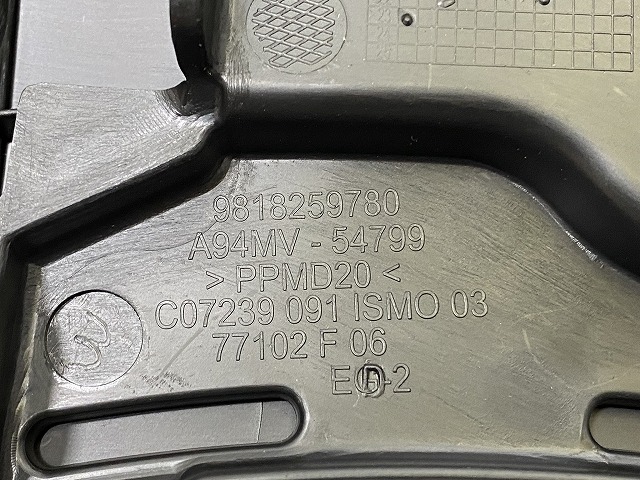 9818259780
A94MV - 54799
> PPMD20 <
C07239 091 ISMO 03
77102 F 06